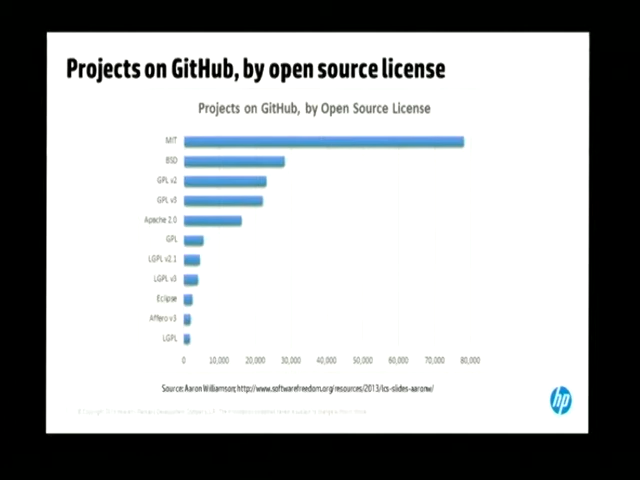 Projects on GitHub, by open source license
Projects on GitHub, by Open Source License
MIT
BSD
GPL v2
GPL v3
Apache 2.0
GPL
LGPL v2.1
LGPL v3
Eclipse
Affero v3
LGPL
0 10,000 20,000 30,000 40,000 50,000 60,000 70,000 80,000
Source: Aaron Williamson; http://www.softwarefreedom.org/resources/2013/lcs-slides-aaronw/
hp